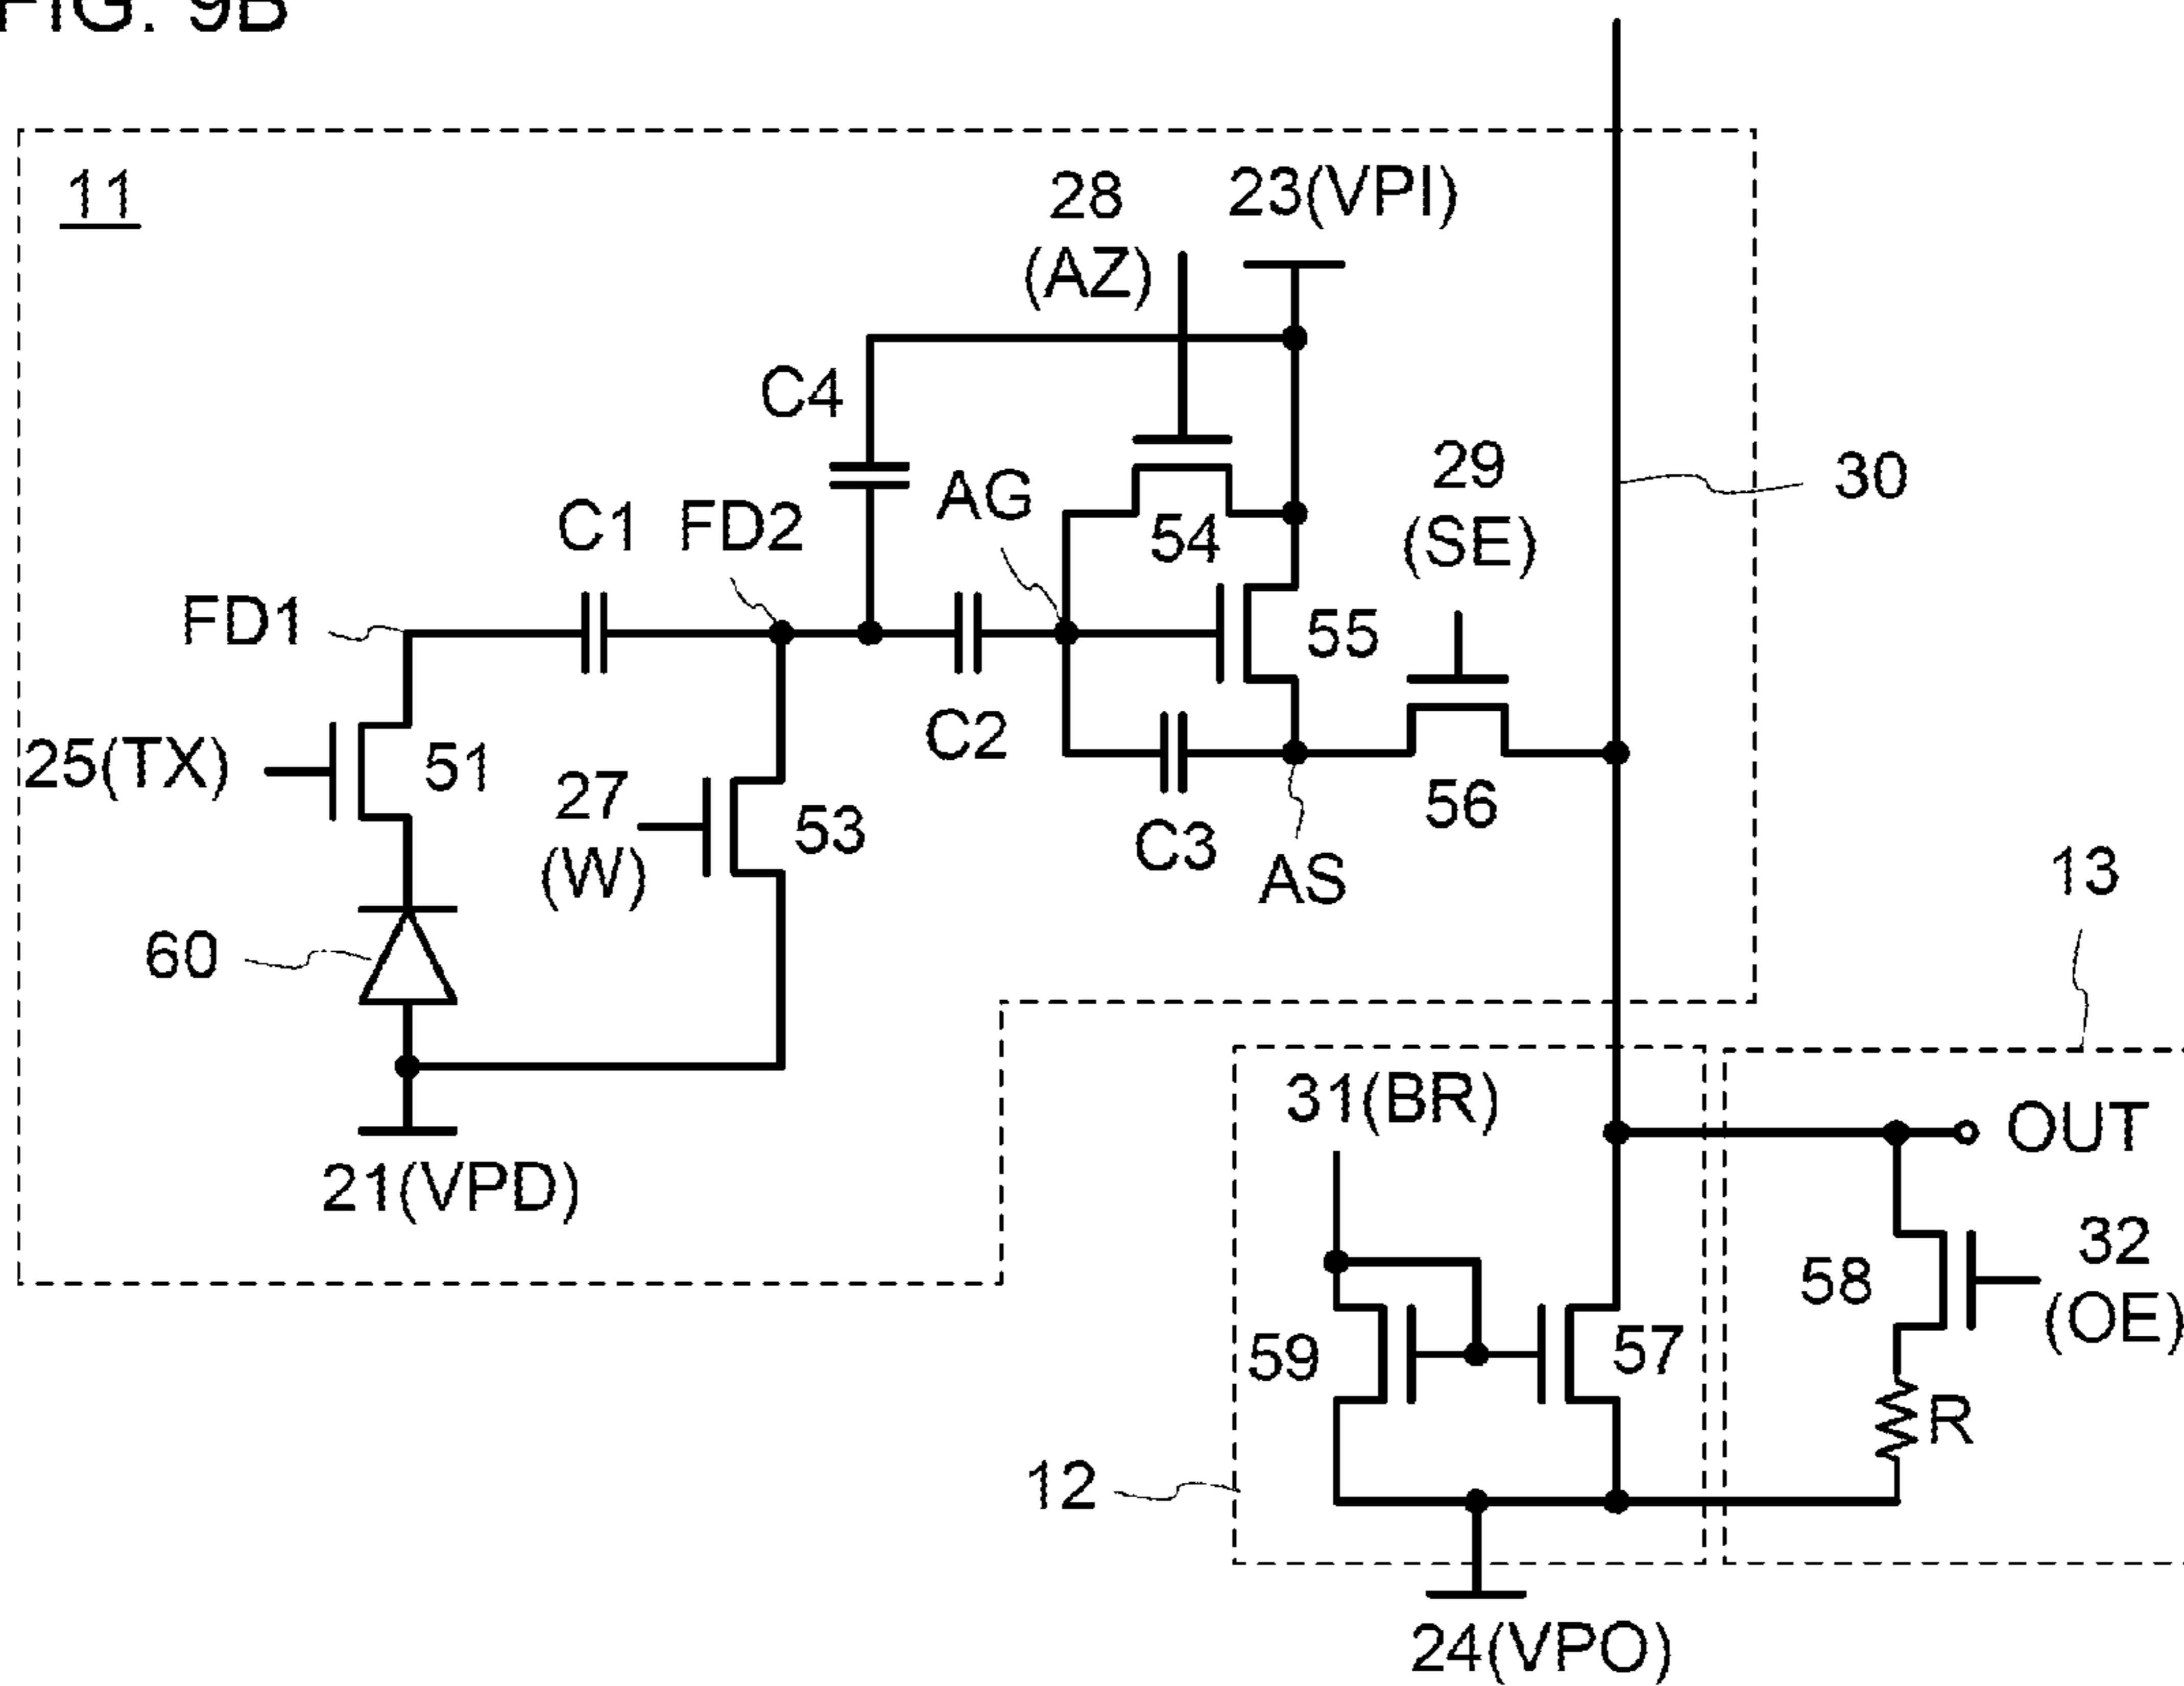 FIG. 9B
11
28
(AZ)
23(VPI)
C4
AG
29
(SE)
30
C1
FD2
54
FD1
55
25(TX)
51
C2
27
(W)
53
C3
56
AS
13
60
31(BR)
OUT
21(VPD)
58
32
(OE)
59
57
R
12
24(VPO)